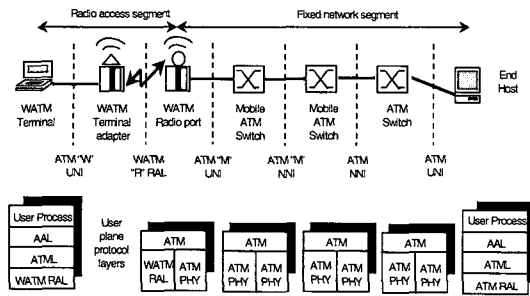 Radio access segment
Fixed network segment
WATM
Terminal
WATM
Terminal
adapter
WATM
Radio port
Mobile
ATM
Switch
Mobile
ATM
Switch
ATM
Switch
End
Host
ATM "W"
UNI
WATM
"R" RAL
ATM "M"
UNI
ATM "M"
NNI
ATM
NNI
ATM
UNI
User Process
AAL
ATML
WATM RAL
User
plane
protocol
layers
ATM
WATM
RAL
ATM
PHY
ATM
ATM
PHY
ATM
PHY
ATM
ATM
PHY
ATM
PHY
ATM
ATM
PHY
ATM
PHY
User Process
AAL
ATML
ATM RAL